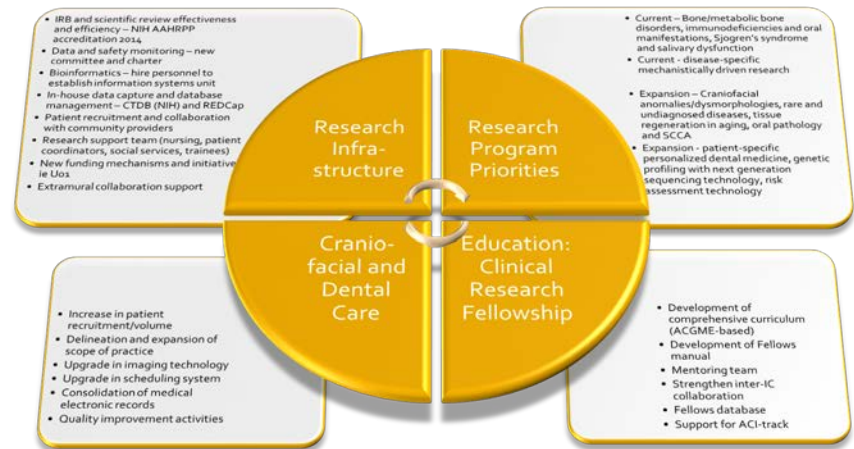 • IRB and scientific review effectiveness
and efficiency – NIH AAHRPP
accreditation 2014
• Data and safety monitoring – new
committee and charter
• Bioinformatics – hire personnel to
establish information systems unit
• In-house data capture and database
management – CTDB (NIH) and REDCap
• Patient recruitment and collaboration
with community providers
• Research support team (nursing, patient
coordinators, social services, trainees)
• New funding mechanisms and initiative
ie U01
• Extramural collaboration support
• Current – Bone/metabolic bone
disorders, immunodeficiencies and oral
manifestations, Sjogren's syndrome
and salivary dysfunction
• Current - disease-specific
mechanistically driven research
• Expansion – Craniofacial
anomalies/dysmorphologies, rare and
undiagnosed diseases, tissue
regeneration in aging, oral pathology
and SCCA
• Expansion - patient-specific
personalized dental medicine, genetic
profiling with next generation
sequencing technology, risk
assessment technology
Research
Infra-
structure
Research
Program
Priorities
Cranio-
facial and
Dental
Care
Education:
Clinical
Research
Fellowship
• Increase in patient
recruitment/volume
• Delineation and expansion of
scope of practice
• Upgrade in imaging technology
• Upgrade in scheduling system
• Consolidation of medical
electronic records
• Quality improvement activities
• Development of
comprehensive curriculum
(ACGME-based)
• Development of Fellows
manual
• Mentoring team
• Strengthen inter-IC
collaboration
• Fellows database
• Support for ACI-track